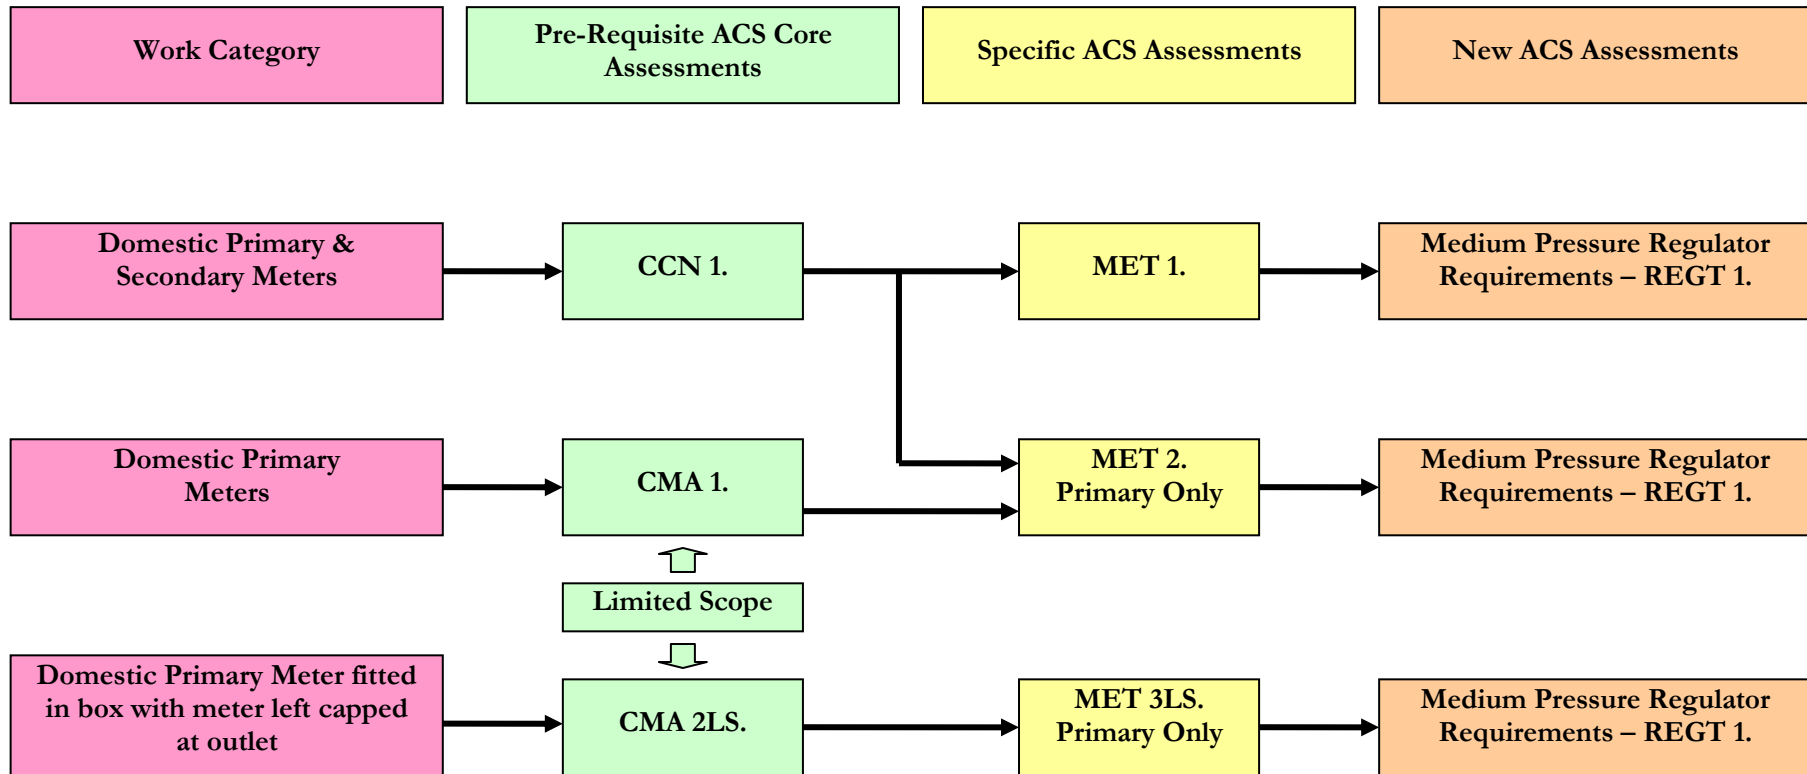 Work Category
Pre-Requisite ACS Core
Assessments
Specific ACS Assessments
New ACS Assessments
Domestic Primary &
Secondary Meters
CCN 1.
MET 1.
Medium Pressure Regulator
Requirements – REGT 1.
Domestic Primary
Meters
CMA 1.
MET 2.
Primary Only
Medium Pressure Regulator
Requirements – REGT 1.
Limited Scope
Domestic Primary Meter fitted
in box with meter left capped
at outlet
CMA 2LS.
MET 3LS.
Primary Only
Medium Pressure Regulator
Requirements – REGT 1.